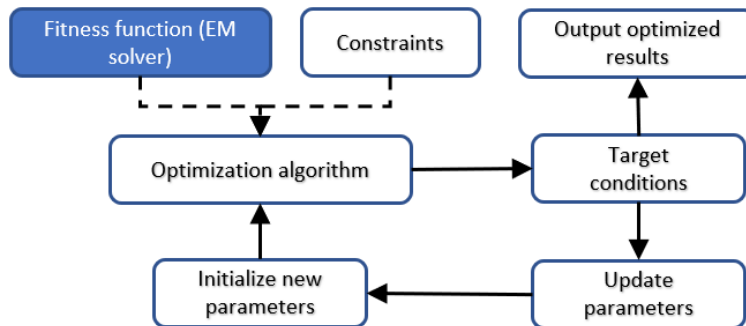 Fitness function (EM
solver)
Constraints
Output optimized
results
Optimization algorithm
Target
conditions
Initialize new
parameters
Update
parameters